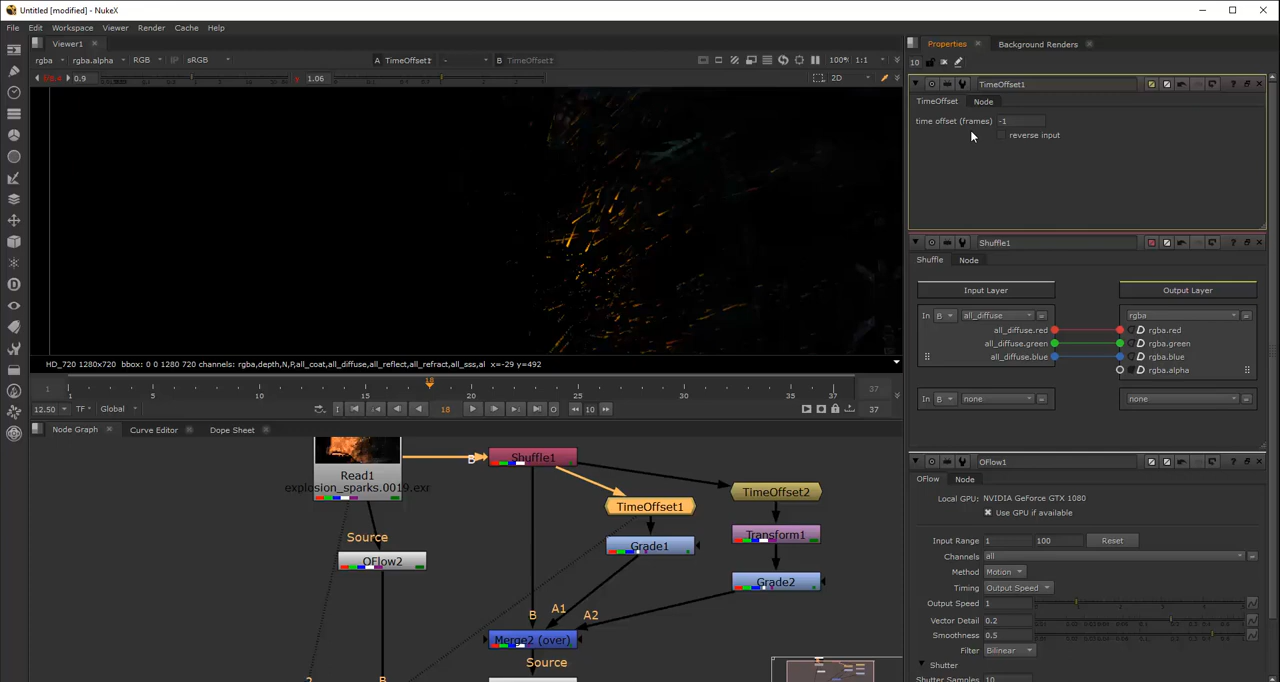 Untitled [modified] - NukeX
File Edit Workspace Viewer Render Cache Help
Viewer1
rgba rgba.alpha RGB sRGB A TimeOffset1 - B TimeOffset1 100% 1:1
0.9 1.06 2D
HD_720 1280x720 bbox: 0 0 1280 720 channels: rgba,depth,N,P,all_coat,all_diffuse,all_reflect,all_refract,all_sss,al x=-29 y=492
1 1 5 10 15 18 20 25 30 35 37 37
12.50 TF Global 18 10 37
Node Graph Curve Editor Dope Sheet
Read1
explosion_sparks.0019.exr
B
Shuffle1
TimeOffset2
TimeOffset1
Source
Transform1
Grade1
OFlow2
Grade2
B A1 A2
Merge2 (over)
Source
2 B
Properties Background Renders
10
TimeOffset1
TimeOffset Node
time offset (frames) -1
reverse input
Shuffle1
Shuffle Node
Input Layer Output Layer
In B all_diffuse rgba
all_diffuse.red rgba.red
all_diffuse.green rgba.green
all_diffuse.blue rgba.blue
rgba.alpha
In B none none
OFlow1
OFlow Node
Local GPU: NVIDIA GeForce GTX 1080
Use GPU if available
Input Range 1 100 Reset
Channels all
Method Motion
Timing Output Speed
Output Speed 1
Vector Detail 0.2
Smoothness 0.5
Filter Bilinear
Shutter
Shutter Samples 10